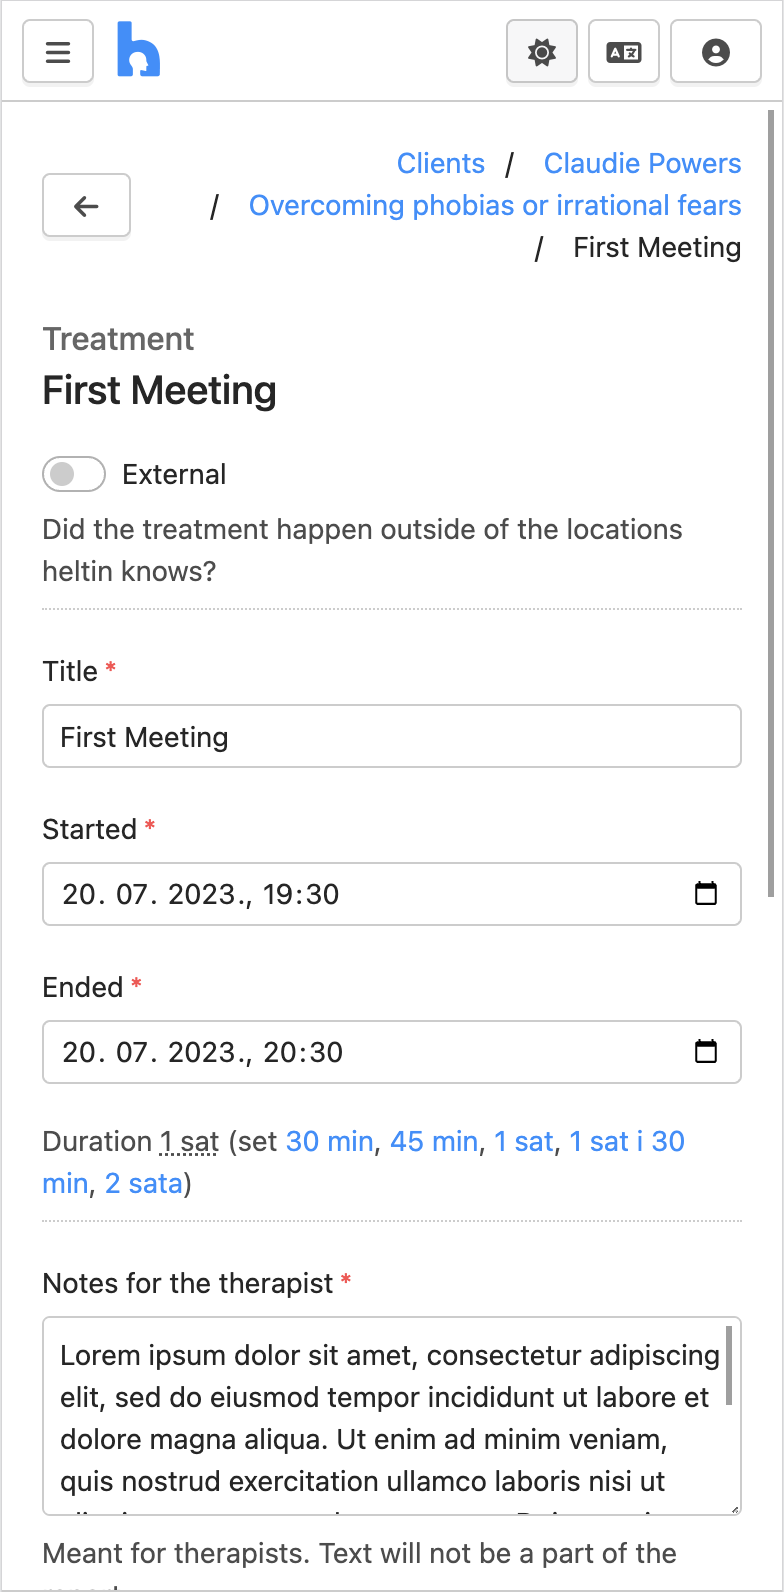 Clients / Claudie Powers
/ Overcoming phobias or irrational fears
/ First Meeting
Treatment
First Meeting
External
Did the treatment happen outside of the locations
heltin knows?
Title *
First Meeting
Started *
20. 07. 2023., 19:30
Ended *
20. 07. 2023., 20:30
Duration 1 sat (set 30 min, 45 min, 1 sat, 1 sat i 30
min, 2 sata)
Notes for the therapist *
Lorem ipsum dolor sit amet, consectetur adipiscing
elit, sed do eiusmod tempor incididunt ut labore et
dolore magna aliqua. Ut enim ad minim veniam,
quis nostrud exercitation ullamco laboris nisi ut
Meant for therapists. Text will not be a part of the